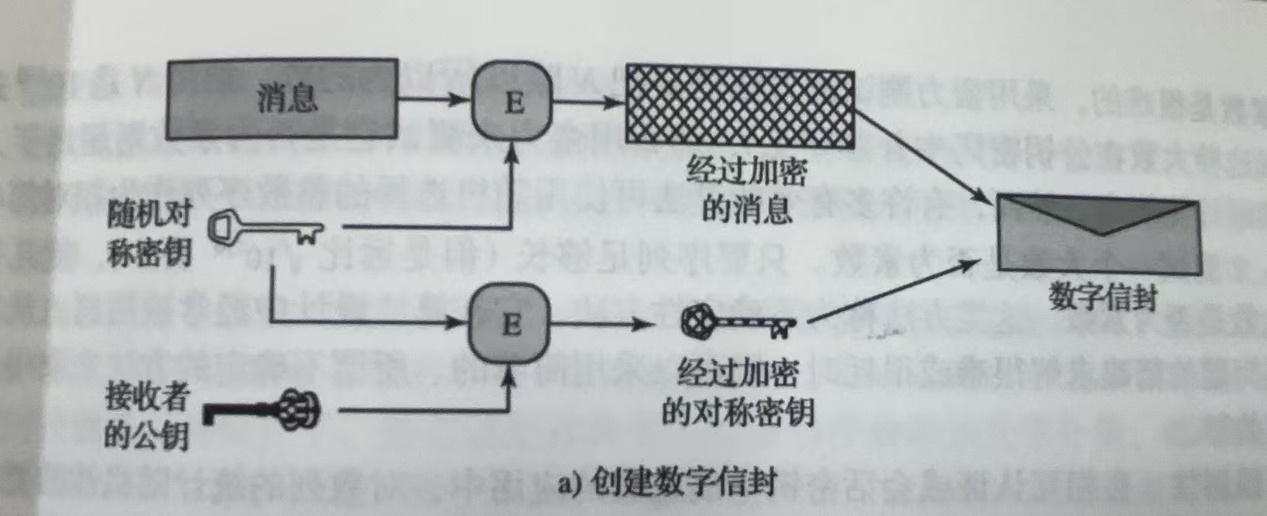 消息
E
经过加密
的消息
随机对
称密钥
数字信封
E
经过加密
的对称密钥
接收者
的公钥
a) 创建数字信封